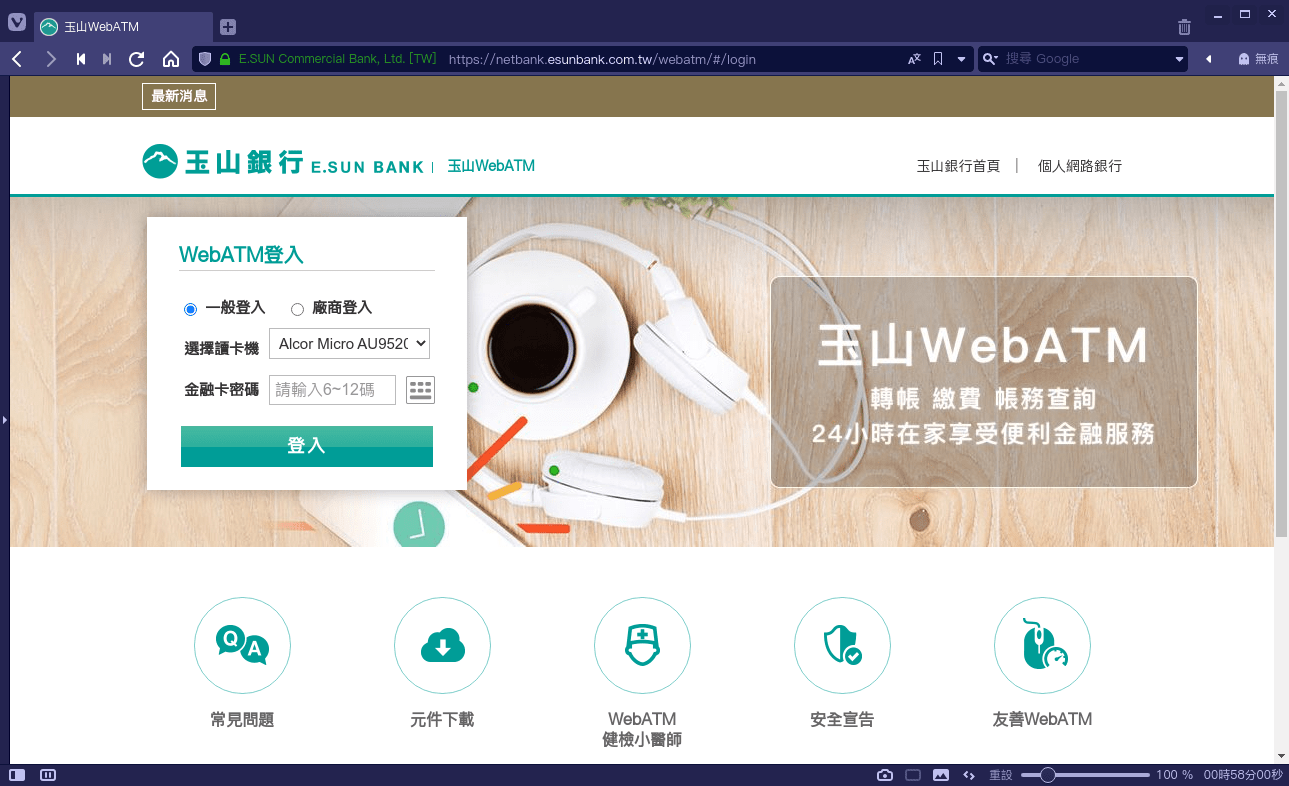 玉山WebATM
E.SUN Commercial Bank, Ltd. [TW]
https://netbank.esunbank.com.tw/webatm/#/login
搜尋 Google
無痕
最新消息
玉山銀行 E.SUN BANK
玉山WebATM
玉山銀行首頁
個人網路銀行
WebATM登入
一般登入
廠商登入
選擇讀卡機
Alcor Micro AU9520
金融卡密碼
請輸入6~12碼
登入
玉山WebATM
轉帳 繳費 帳務查詢
24小時在家享受便利金融服務
Q
A
常見問題
元件下載
WebATM
健檢小醫師
安全宣告
友善WebATM
重設
100 %
00時58分00秒